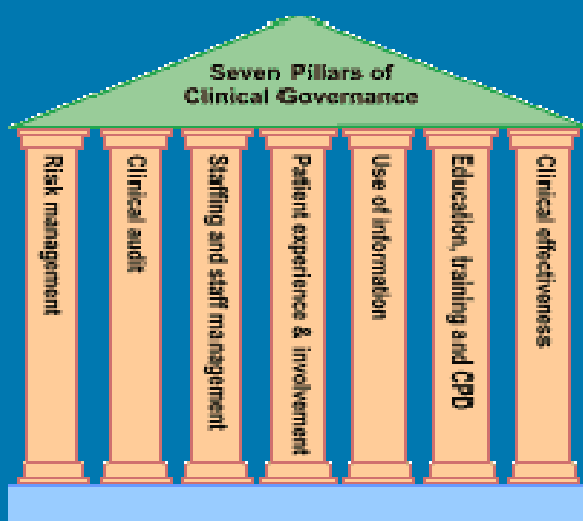 Seven Pillars of
Clinical Governance
Risk management
Clinical audit
Staffing and staff management
Patient experience & involvement
Use of information
Education, training and CPD
Clinical effectiveness